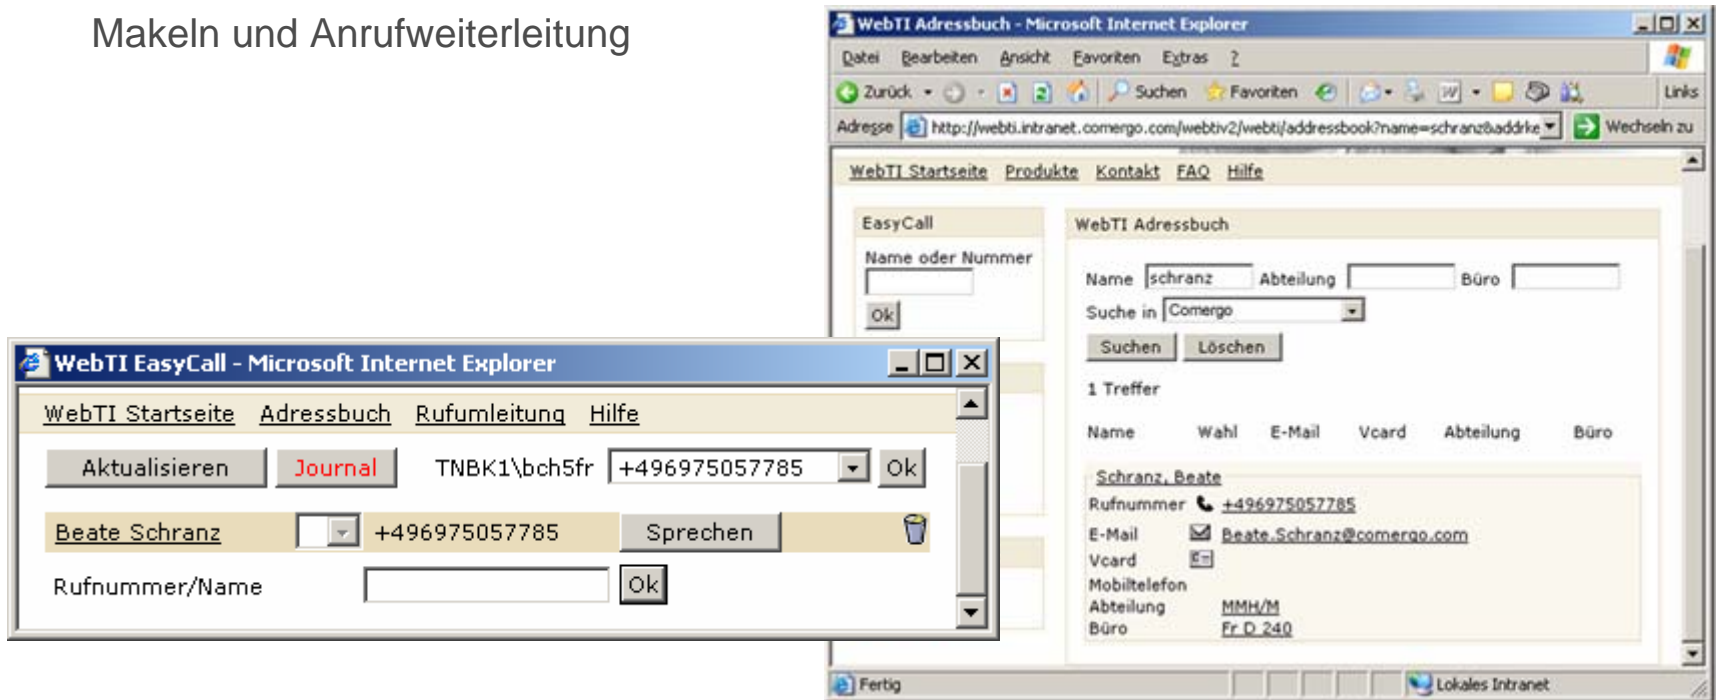 Makeln und Anrufweiterleitung
WebTI Adressbuch - Microsoft Internet Explorer
Datei Bearbeiten Ansicht Favoriten Extras ?
Zurück Suchen Favoriten Links
Adresse http://webti.intranet.comergo.com/webtiv2/webti/addressbook?name=schranz&addrke Wechseln zu
WebTI Startseite Produkte Kontakt FAQ Hilfe
EasyCall
Name oder Nummer
Ok
WebTI Adressbuch
Name schranz Abteilung Büro
Suche in Comergo
Suchen Löschen
1 Treffer
Name Wahl E-Mail Vcard Abteilung Büro
Schranz, Beate
Rufnummer +496975057785
E-Mail Beate.Schranz@comergo.com
Vcard
Mobiltelefon
Abteilung MMH/M
Büro Fr D 240
Fertig Lokales Intranet
WebTI EasyCall - Microsoft Internet Explorer
WebTI Startseite Adressbuch Rufumleitung Hilfe
Aktualisieren Journal TNBK1\bch5fr +496975057785 Ok
Beate Schranz +496975057785 Sprechen
Rufnummer/Name Ok